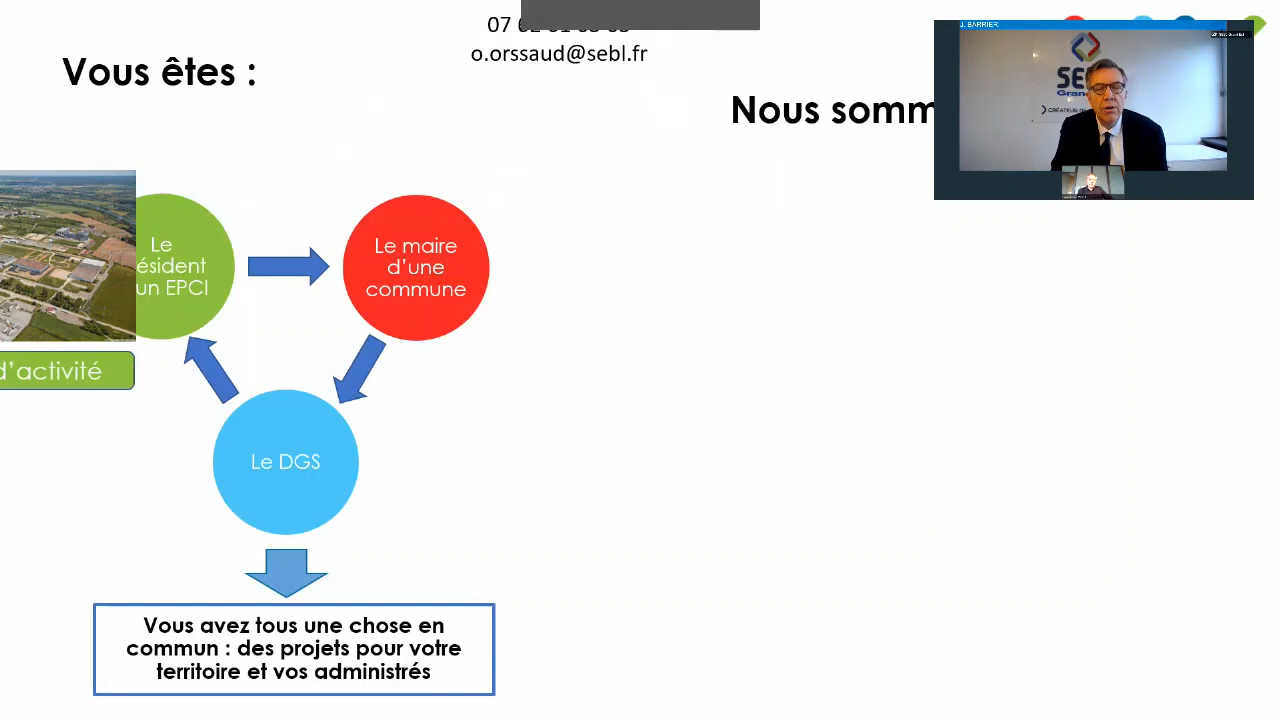 o.orssaud@sebl.fr
Vous êtes :
Nous somm
J. BARRIER
Le
ésident
un EPCI
Le maire
d'une
commune
d'activité
Le DGS
Vous avez tous une chose en
commun : des projets pour votre
territoire et vos administrés